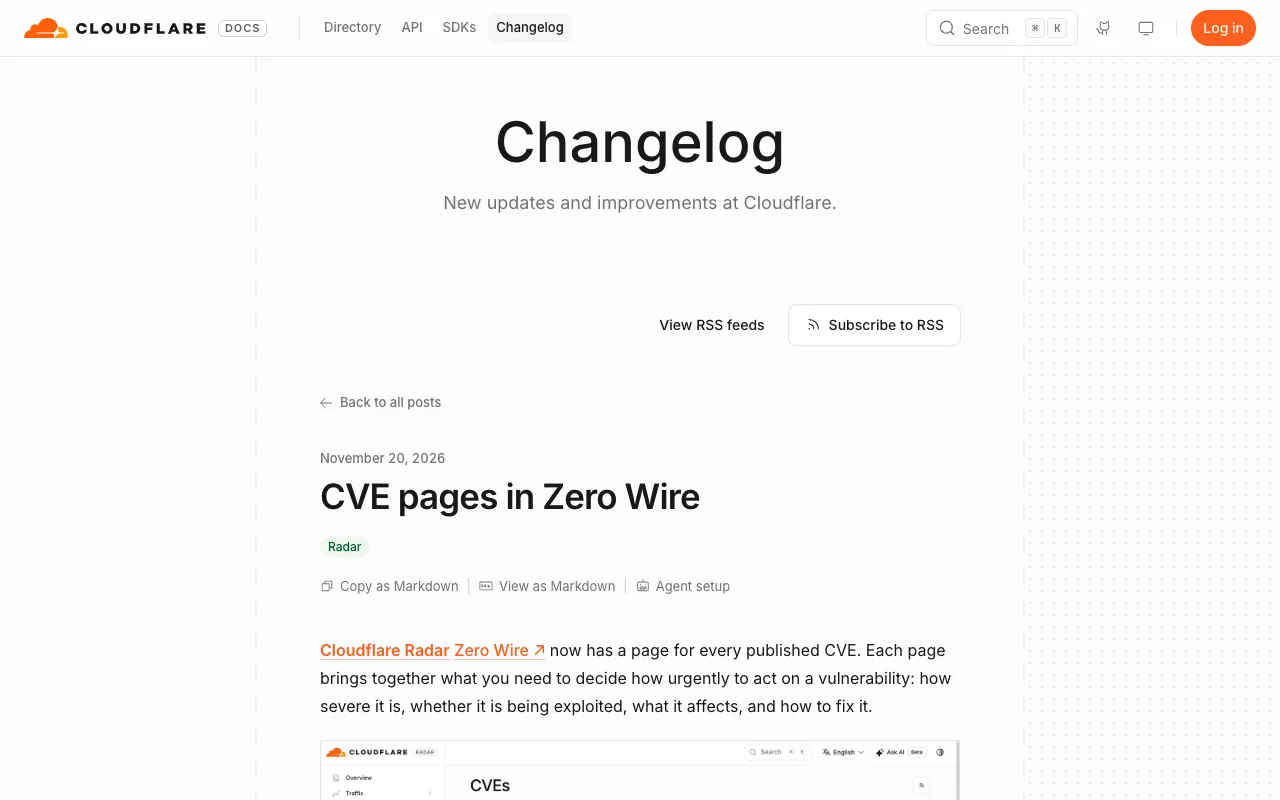 CLOUDFLARE DOCS Directory API SDKs Changelog Search ⌘ K Log in
Changelog
New updates and improvements at Cloudflare.
View RSS feeds Subscribe to RSS
Back to all posts
November 20, 2026
CVE pages in Zero Wire
Radar
Copy as Markdown View as Markdown Agent setup
Cloudflare Radar Zero Wire ↗ now has a page for every published CVE. Each page
brings together what you need to decide how urgently to act on a vulnerability: how
severe it is, whether it is being exploited, what it affects, and how to fix it.
CLOUDFLARE RADAR Search ⌘ K English Ask AI Beta
Overview
CVEs
Traffic